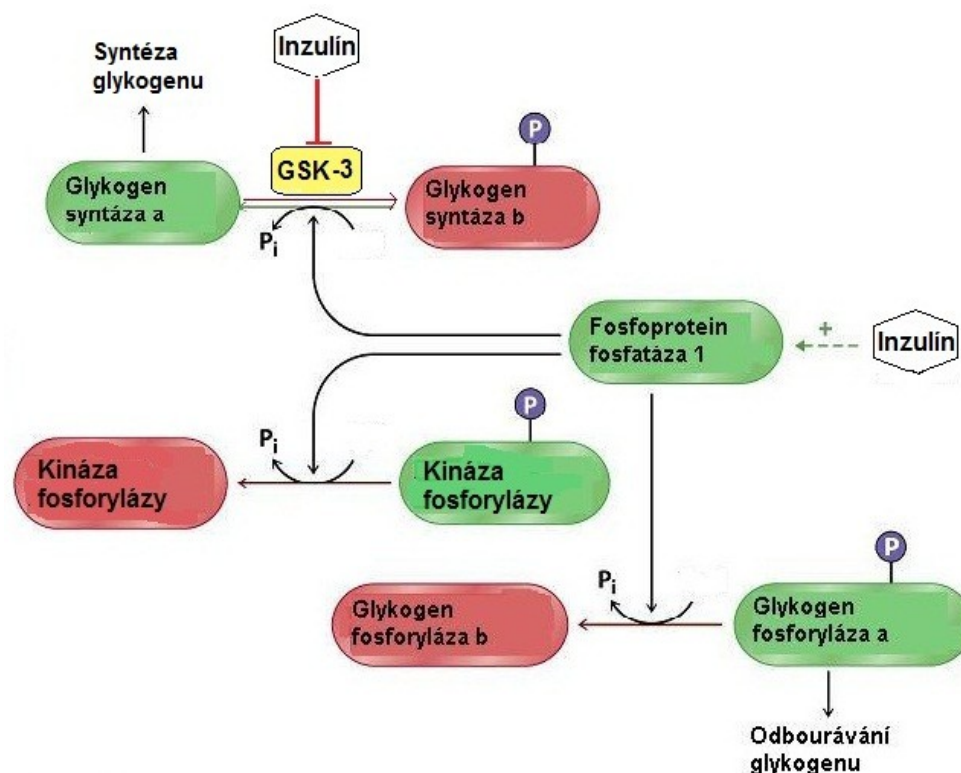 Syntéza
glykogenu
Inzulín
P
GSK-3
Glykogen
syntáza a
Glykogen
syntáza b
Pi
Fosfoprotein
fosfatáza 1
+
Inzulín
P
Pi
Kináza
fosforylázy
Kináza
fosforylázy
P
Pi
Glykogen
fosforyláza b
Glykogen
fosforyláza a
Odbourávání
glykogenu